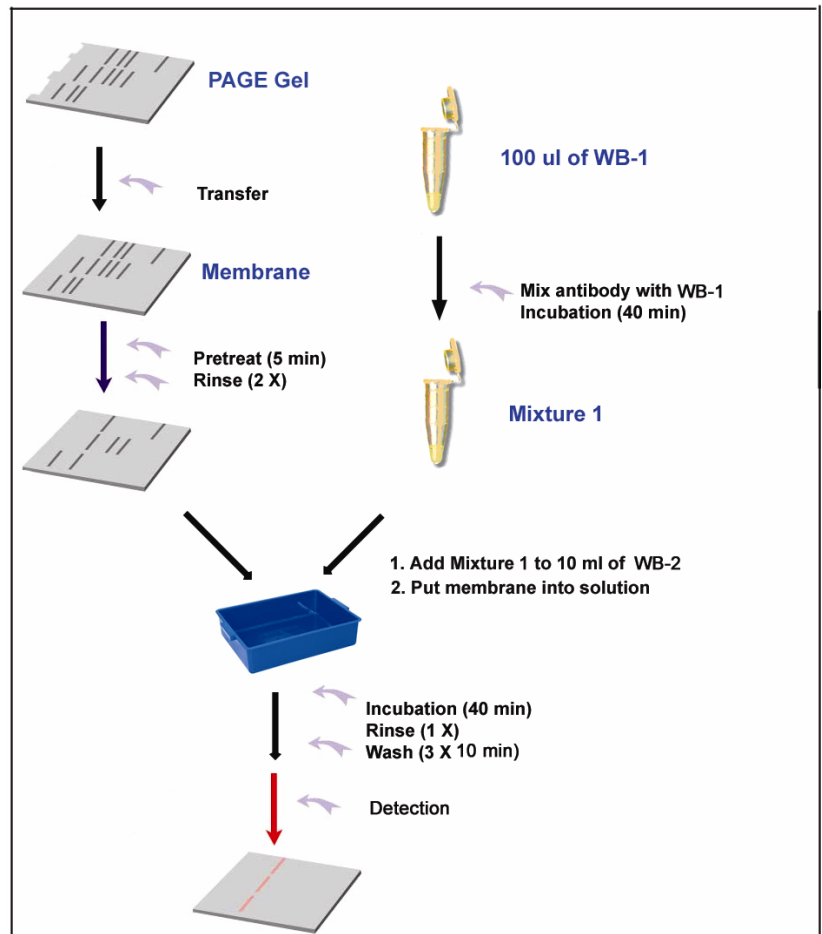 PAGE Gel
Transfer
Membrane
Pretreat (5 min)
Rinse (2 X)
100 ul of WB-1
Mix antibody with WB-1
Incubation (40 min)
Mixture 1
1. Add Mixture 1 to 10 ml of WB-2
2. Put membrane into solution
Incubation (40 min)
Rinse (1 X)
Wash (3 X 10 min)
Detection